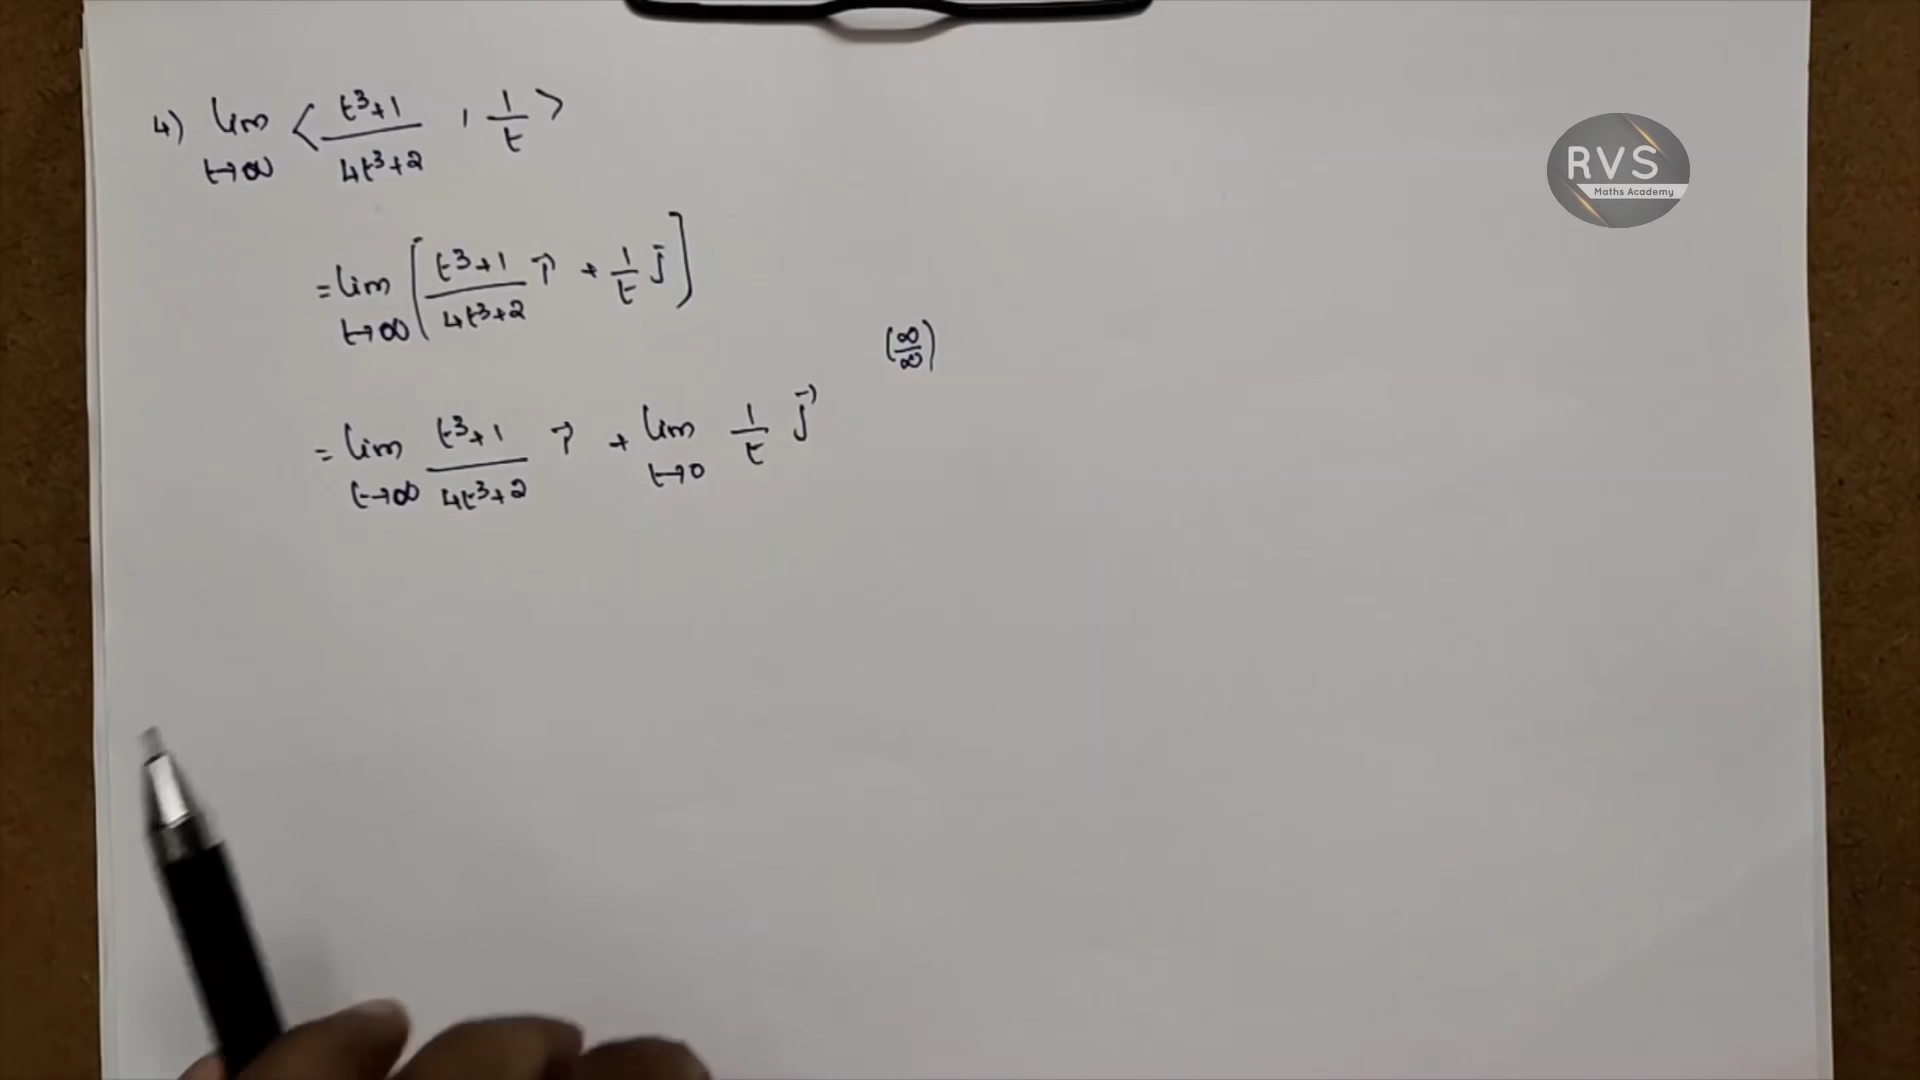 4) lim t→∞ < t³+1 / 4t³+2 , 1/t >
= lim t→∞ [ t³+1 / 4t³+2 i⃗ + 1/t j⃗ ]
(∞/∞)
= lim t→∞ t³+1 / 4t³+2 i⃗ + lim t→0 1/t j⃗
RVS
Maths Academy